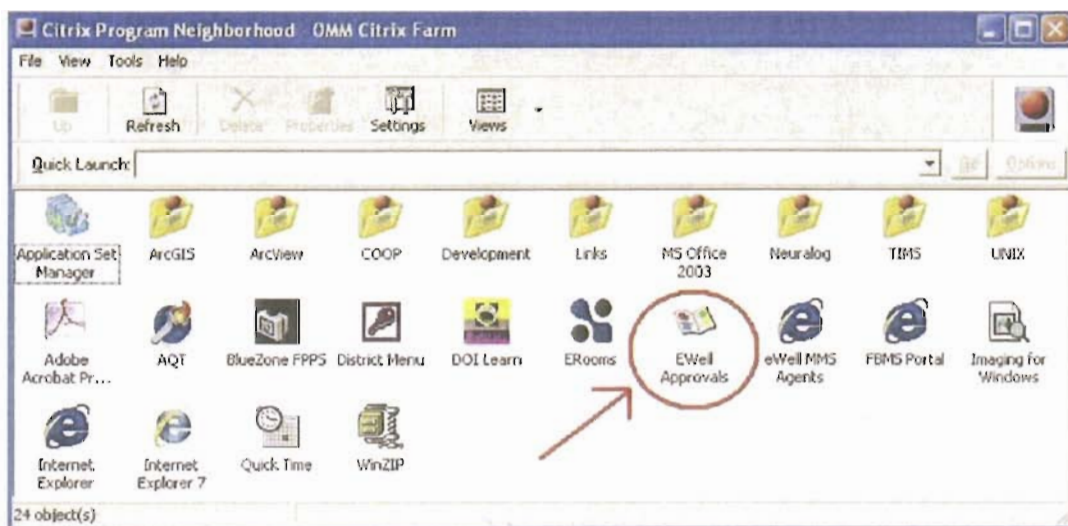 Citrix Program Neighborhood OMM Citrix Farm
File View Tools Help
Up Refresh Delete Properties Settings Views
Quick Launch: Go Options
Application Set Manager ArcGIS ArcView COOP Development Links MS Office 2003 Neuralog TIMS UNIX
Adobe Acrobat Pr... AQT BlueZone FPPS District Menu DOI Learn ERooms EWell Approvals eWell MMS Agents FBMS Portal Imaging for Windows
Internet Explorer Internet Explorer 7 Quick Time WinZIP
24 object(s)